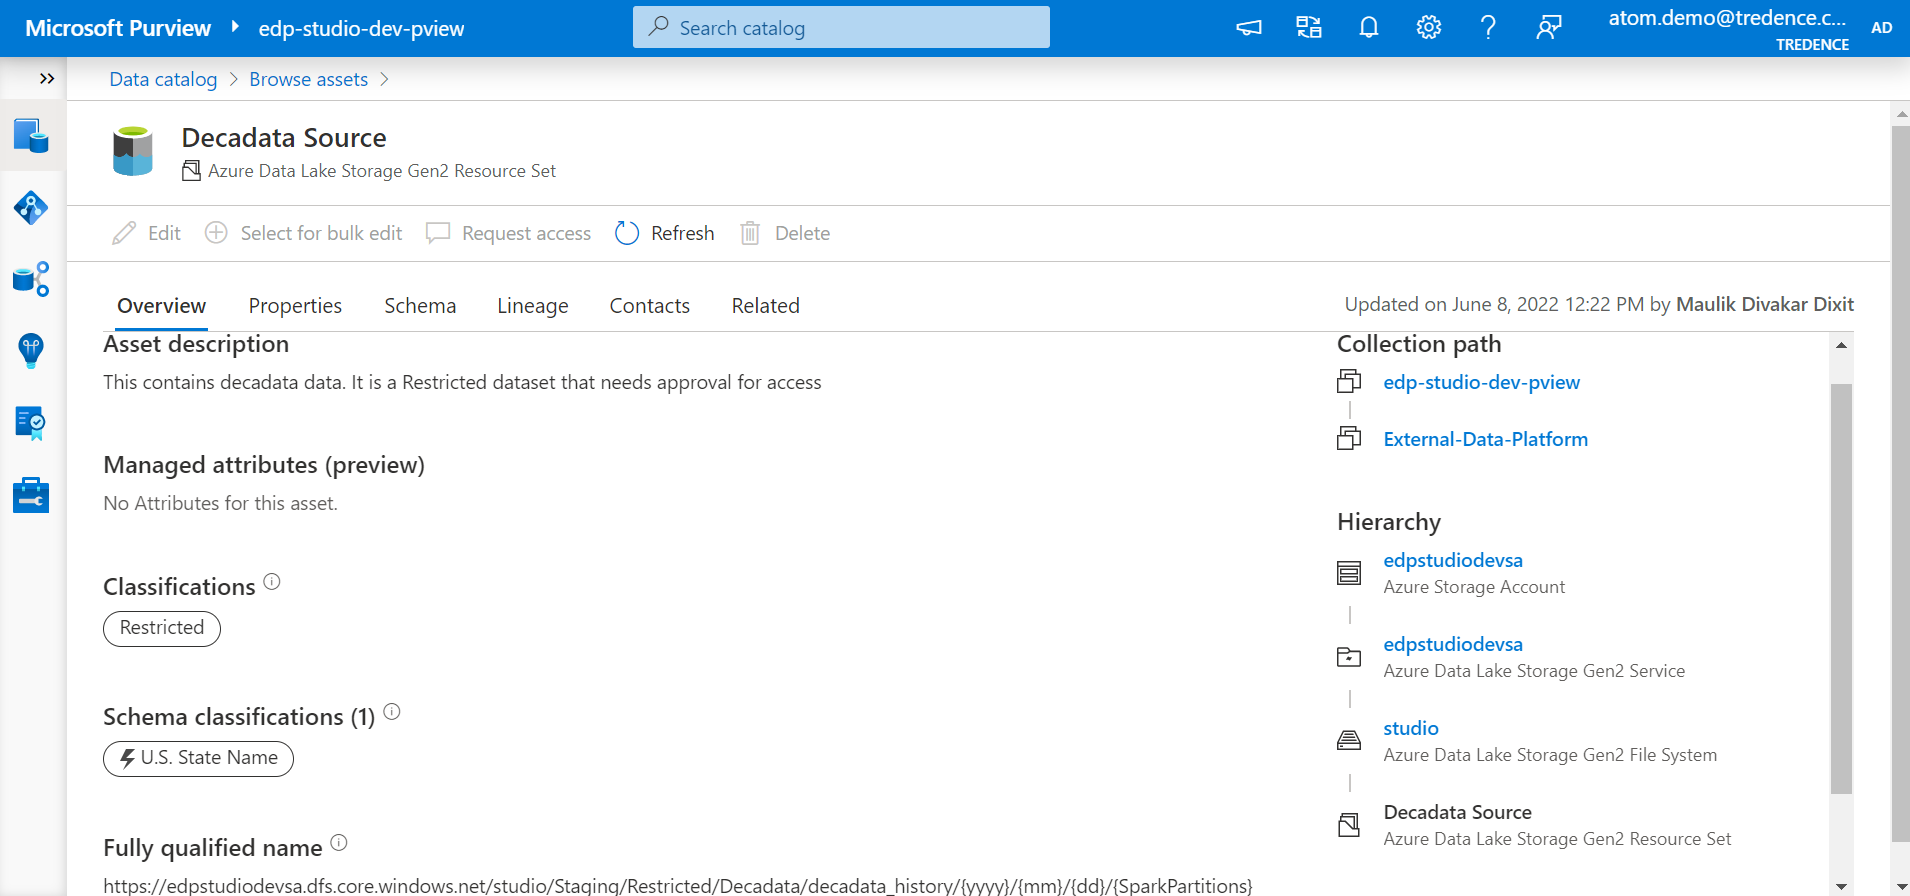 Microsoft Purview edp-studio-dev-pview Search catalog atom.demo@tredence.c... AD
TREDENCE
Data catalog Browse assets
Decadata Source
Azure Data Lake Storage Gen2 Resource Set
Edit Select for bulk edit Request access Refresh Delete
Overview Properties Schema Lineage Contacts Related Updated on June 8, 2022 12:22 PM by Maulik Divakar Dixit
Asset description
This contains decadata data. It is a Restricted dataset that needs approval for access
Managed attributes (preview)
No Attributes for this asset.
Classifications
Restricted
Schema classifications (1)
U.S. State Name
Fully qualified name
https://edpstudiodevsa.dfs.core.windows.net/studio/Staging/Restricted/Decadata/decadata_history/{yyyy}/{mm}/{dd}/{SparkPartitions}
Collection path
edp-studio-dev-pview
External-Data-Platform
Hierarchy
edpstudiodevsa
Azure Storage Account
edpstudiodevsa
Azure Data Lake Storage Gen2 Service
studio
Azure Data Lake Storage Gen2 File System
Decadata Source
Azure Data Lake Storage Gen2 Resource Set